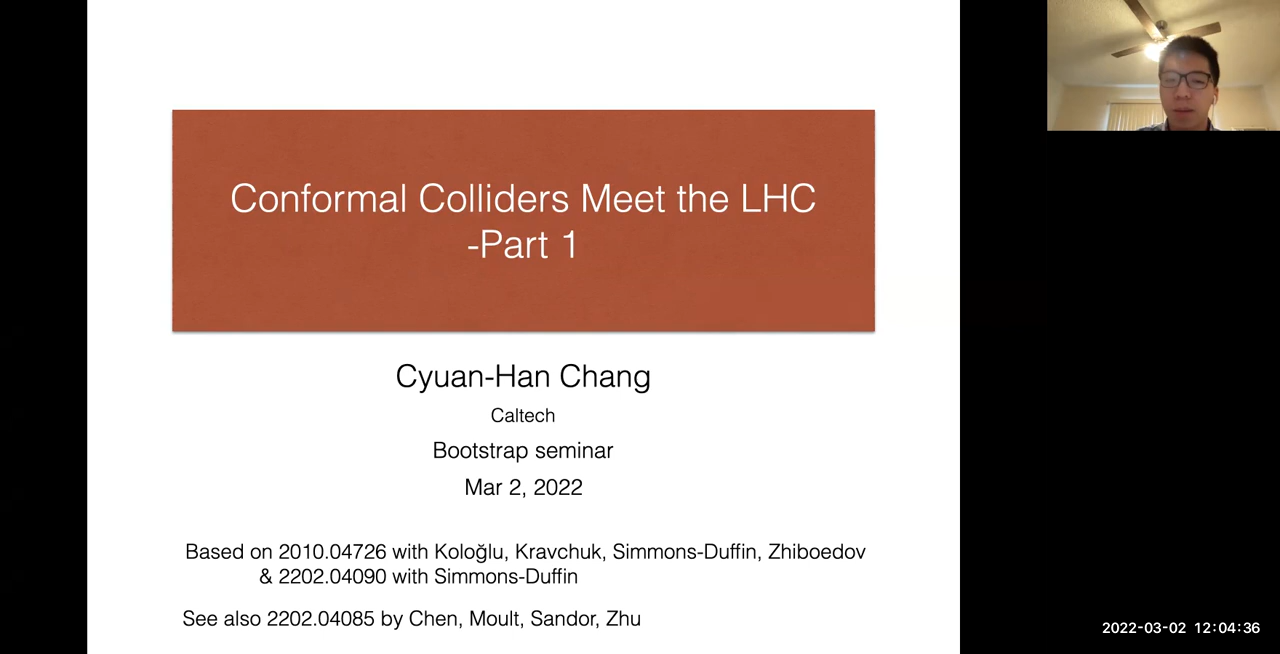 Conformal Colliders Meet the LHC
-Part 1
Cyuan-Han Chang
Caltech
Bootstrap seminar
Mar 2, 2022
Based on 2010.04726 with Koloğlu, Kravchuk, Simmons-Duffin, Zhiboedov
& 2202.04090 with Simmons-Duffin
See also 2202.04085 by Chen, Moult, Sandor, Zhu
2022-03-02 12:04:36